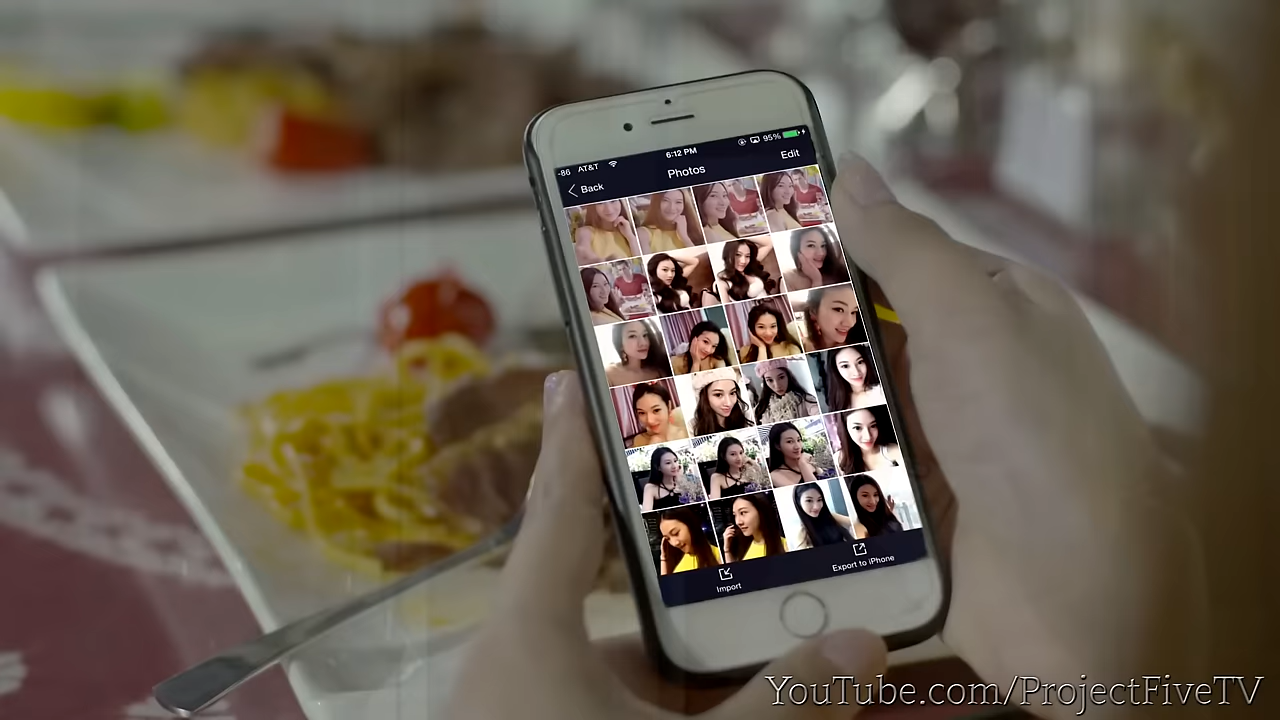 -86 AT&T 6:12 PM 95%
Back Photos Edit
Import Export to iPhone
YouTube.com/ProjectFiveTV